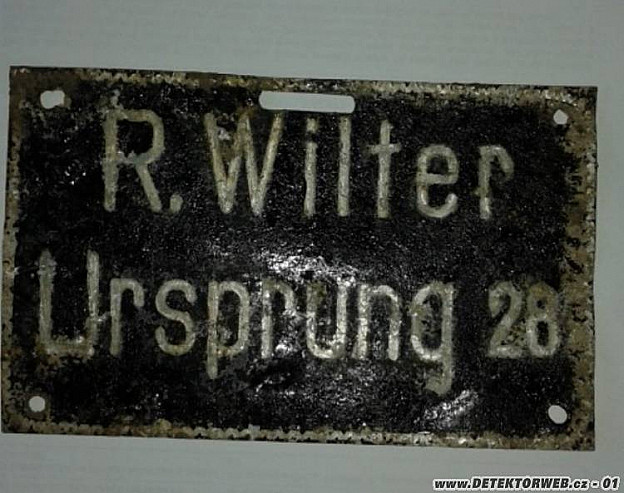 R. Wilter
Ursprung 28
www.DETEKTORWEB.cz - 01